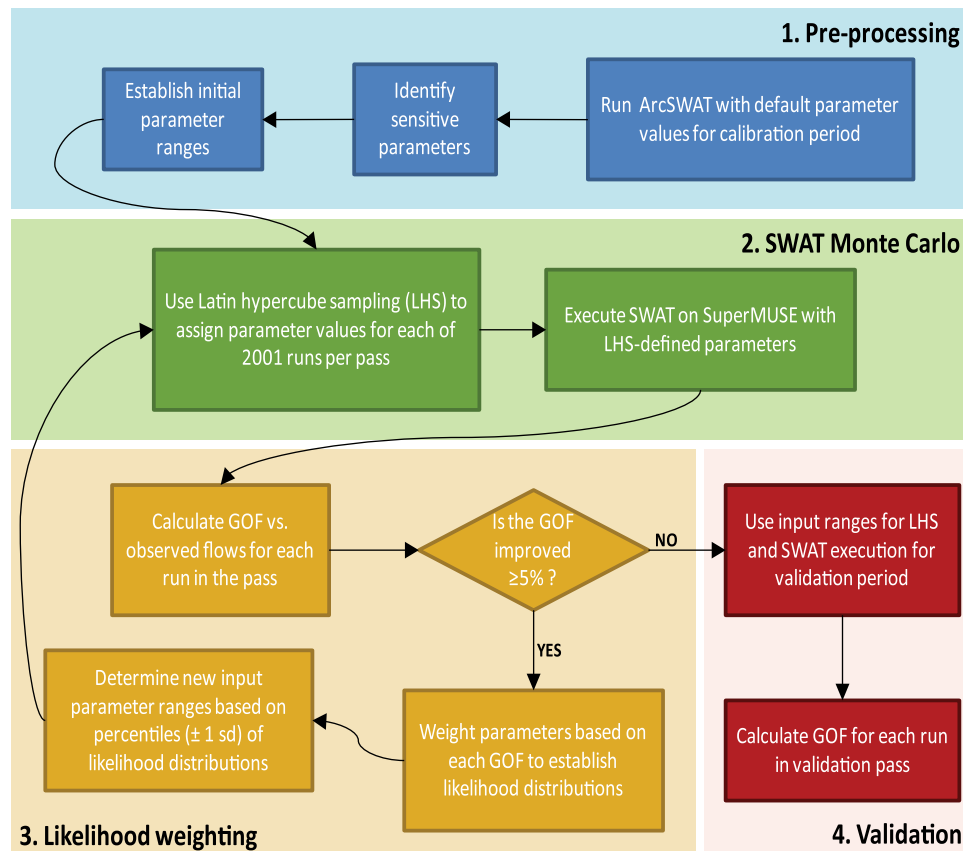 1. Pre-processing
Establish initial
parameter
ranges
Identify
sensitive
parameters
Run ArcSWAT with default parameter
values for calibration period
2. SWAT Monte Carlo
Use Latin hypercube sampling (LHS) to
assign parameter values for each of
2001 runs per pass
Execute SWAT on SuperMUSE with
LHS-defined parameters
Calculate GOF vs.
observed flows for each
run in the pass
Is the GOF
improved
≥5% ?
NO
YES
Use input ranges for LHS
and SWAT execution for
validation period
Determine new input
parameter ranges based on
percentiles (± 1 sd) of
likelihood distributions
Weight parameters based on
each GOF to establish
likelihood distributions
Calculate GOF for each run
in validation pass
3. Likelihood weighting
4. Validation